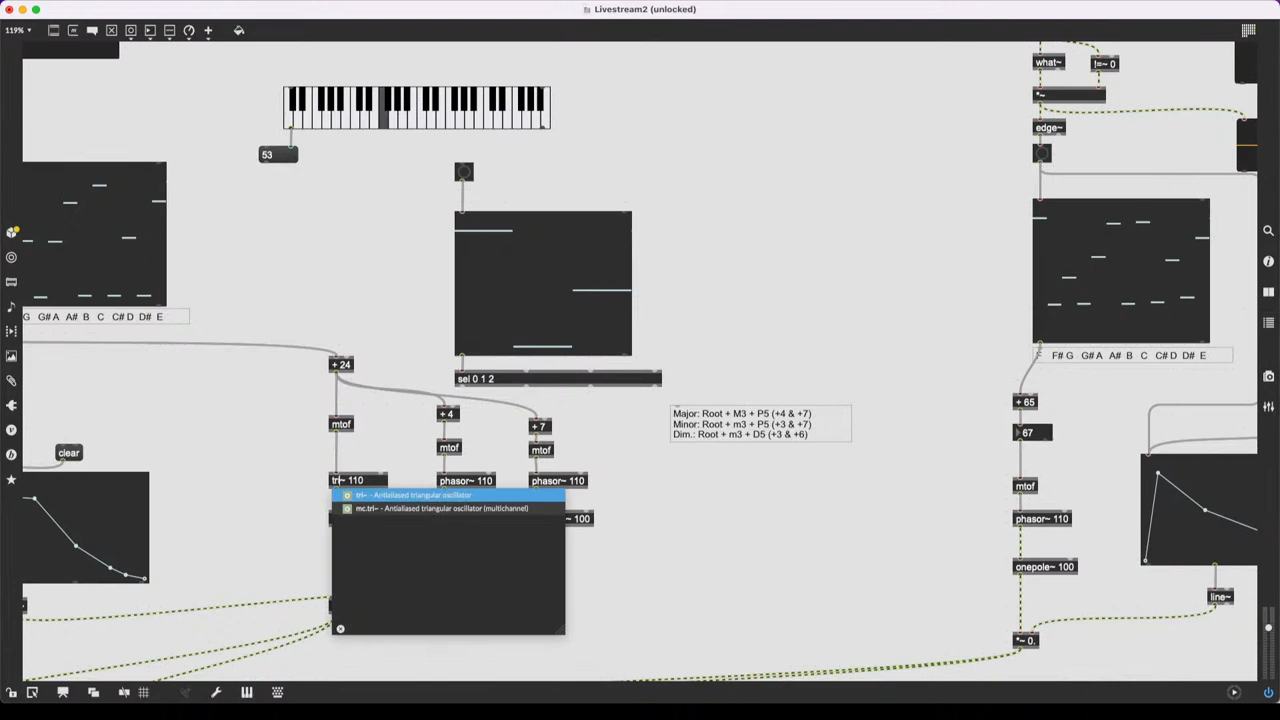 Livestream2 (unlocked)
119%
what~
!=~ 0
*~
edge~
53
G G# A A# B C C# D D# E
F# G G# A A# B C C# D D# E
+ 24
sel 0 1 2
+ 65
+ 4
+ 7
Major: Root + M3 + P5 (+4 & +7)
Minor: Root + m3 + P5 (+3 & +7)
Dim.: Root + m3 + D5 (+3 & +6)
67
mtof
mtof
mtof
clear
tri~ 110
phasor~ 110
phasor~ 110
mtof
tri~ - Antialiased triangular oscillator
mc.tri~ - Antialiased triangular oscillator (multichannel)
~ 100
phasor~ 110
onepole~ 100
line~
*~ 0.